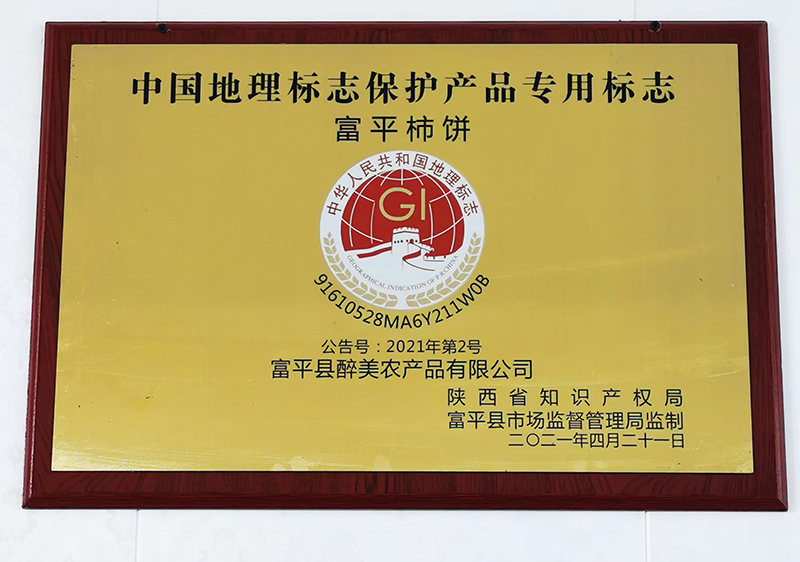 中国地理标志保护产品专用标志
富平柿饼
中华人民共和国地理标志
GI
GEOGRAPHICAL INDICATION OF P.R.CHINA
91610528MA6Y211W0B
公告号：2021年第2号
富平县醉美农产品有限公司
陕西省知识产权局
富平县市场监督管理局监制
二〇二一年四月二十一日